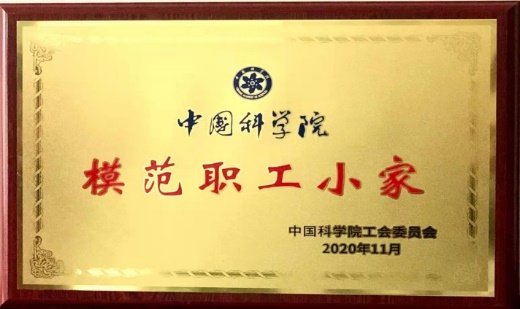 中国科学院
模范职工小家
中国科学院工会委员会
2020年11月